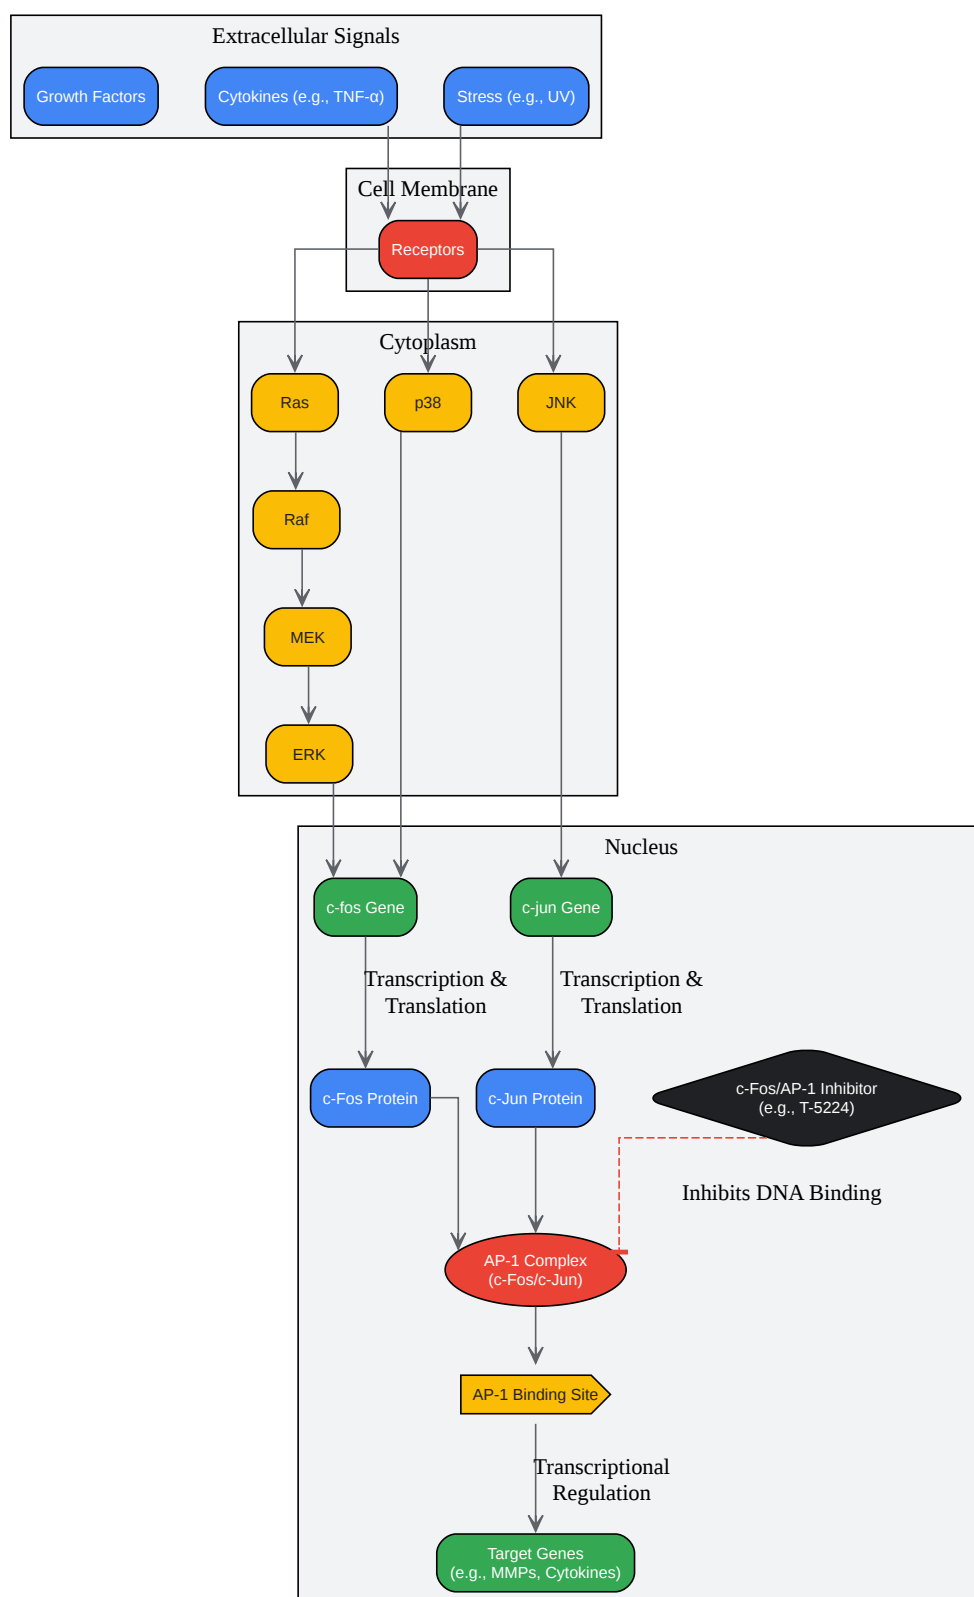 Extracellular Signals
Growth Factors
Cytokines (e.g., TNF-α)
Stress (e.g., UV)
Cell Membrane
Receptors
Cytoplasm
Ras
p38
JNK
Raf
MEK
ERK
Nucleus
c-fos Gene
c-jun Gene
Transcription &
Translation
Transcription &
Translation
c-Fos Protein
c-Jun Protein
c-Fos/AP-1 Inhibitor
(e.g., T-5224)
Inhibits DNA Binding
AP-1 Complex
(c-Fos/c-Jun)
AP-1 Binding Site
Transcriptional
Regulation
Target Genes
(e.g., MMPs, Cytokines)